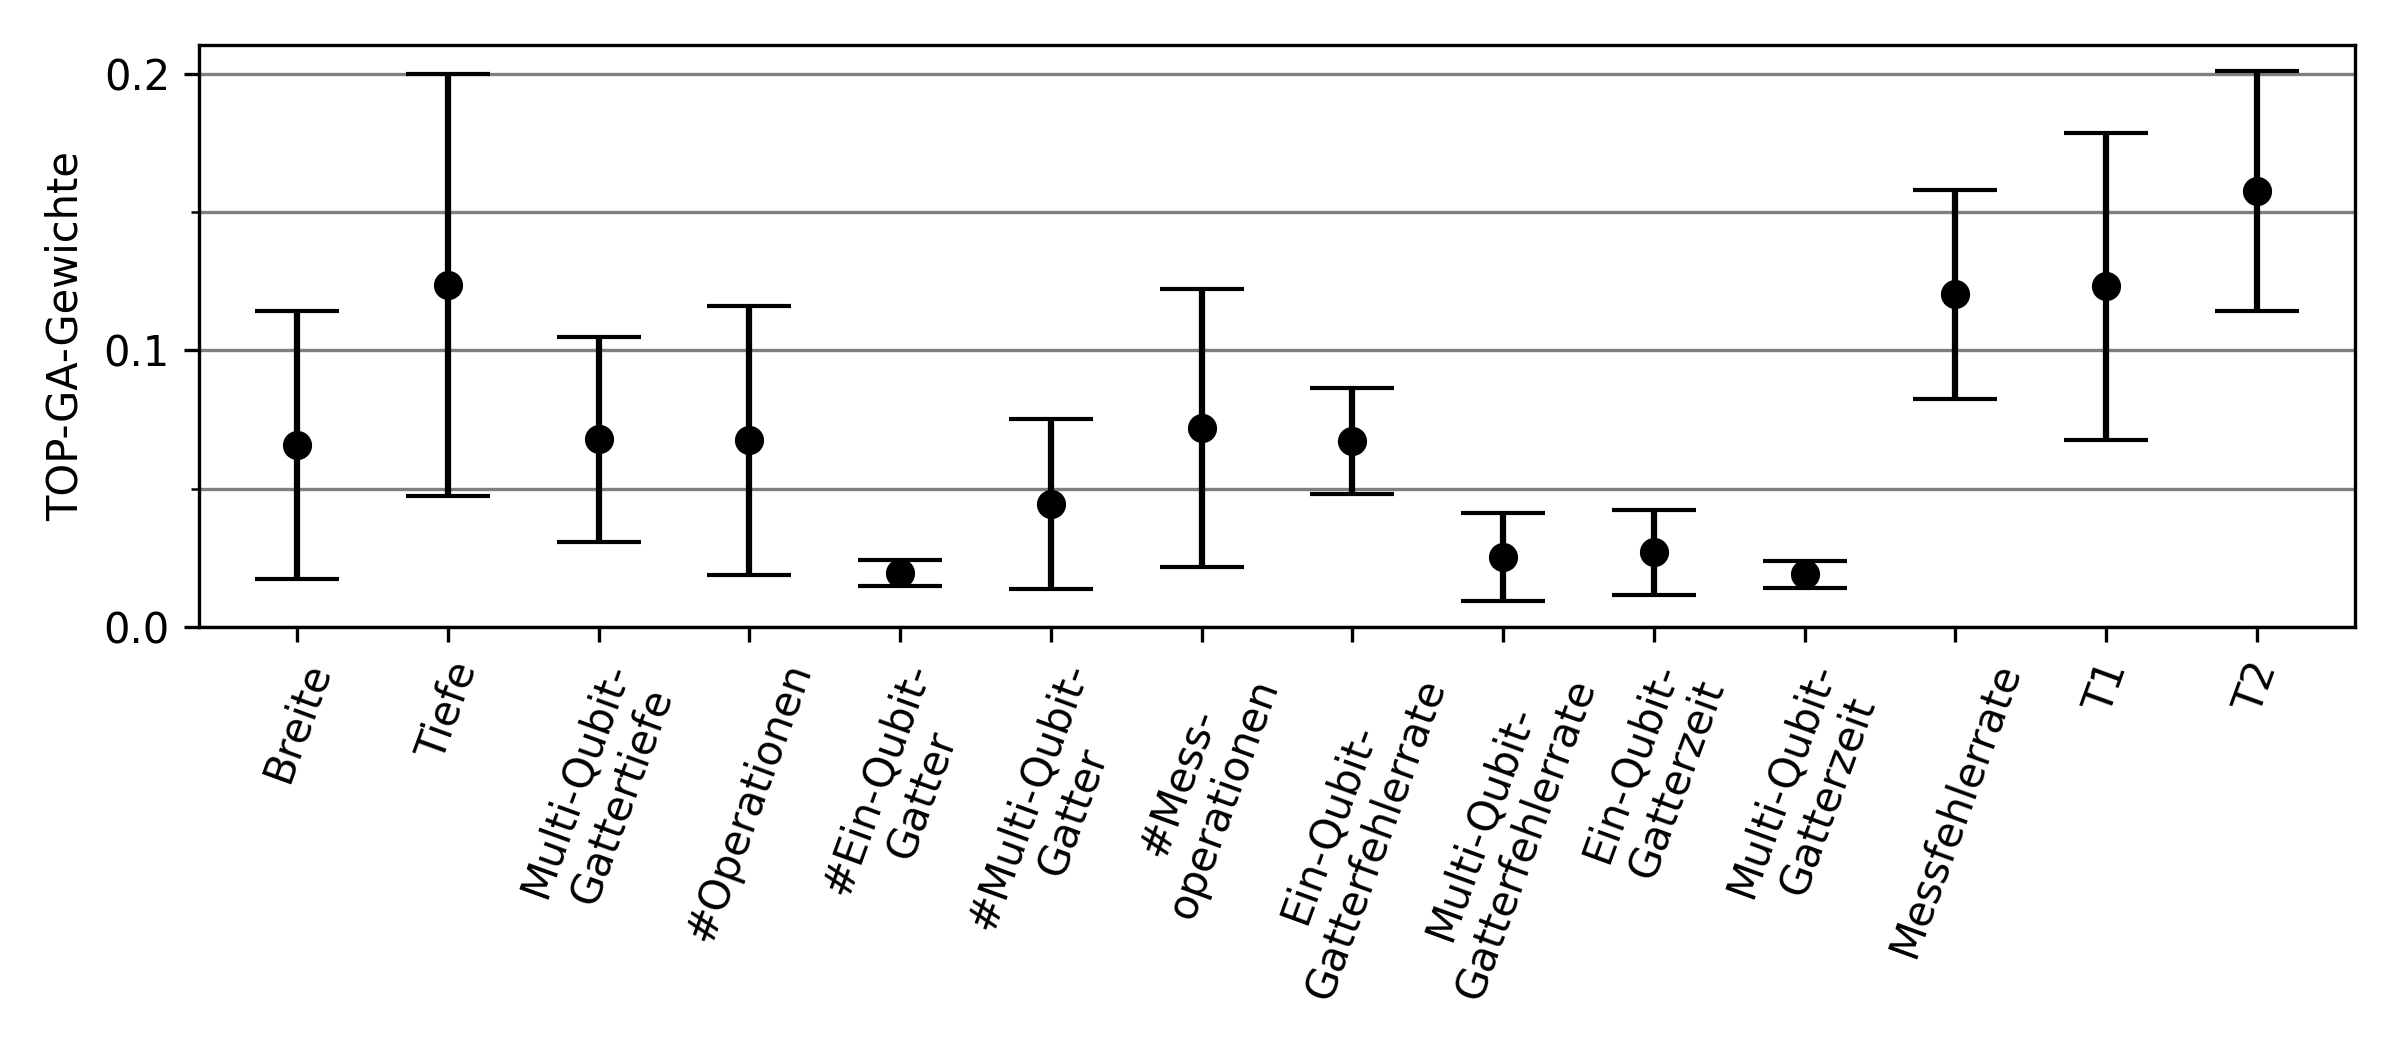 TOP-GA-Gewichte
0.2
0.1
0.0
Breite
Tiefe
Multi-Qubit-
Gattertiefe
#Operationen
#Ein-Qubit-
Gatter
#Multi-Qubit-
Gatter
#Mess-
operationen
Ein-Qubit-
Gatterfehlerrate
Multi-Qubit-
Gatterfehlerrate
Ein-Qubit-
Gatterzeit
Multi-Qubit-
Gatterzeit
Messfehlerrate
T1
T2